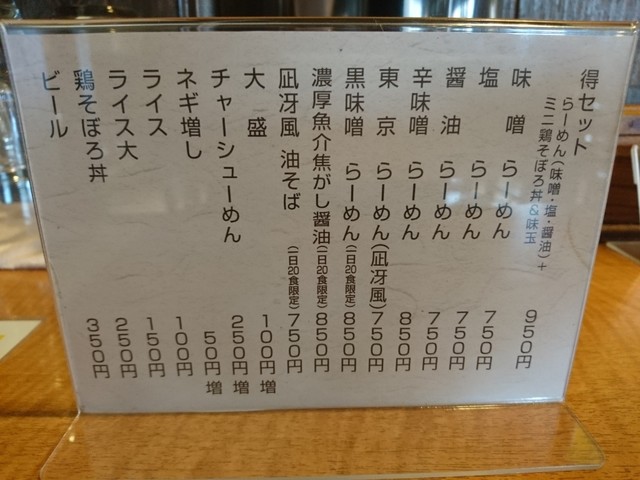 得セット
らーめん(味噌・塩・醤油)+
ミニ鶏そぼろ丼&味玉 950円
味噌 らーめん 750円
塩 らーめん 750円
醤油 らーめん 750円
辛味噌 らーめん 850円
東京 らーめん(凪冴風) 750円
黒味噌 らーめん(一日20食限定) 850円
濃厚魚介焦がし醤油(一日20食限定) 850円
凪冴風 油そば(一日20食限定) 750円
大盛 100円増
チャーシューめん 250円増
ネギ増し 50円増
ライス 100円
ライス大 150円
鶏そぼろ丼 250円
ビール 350円